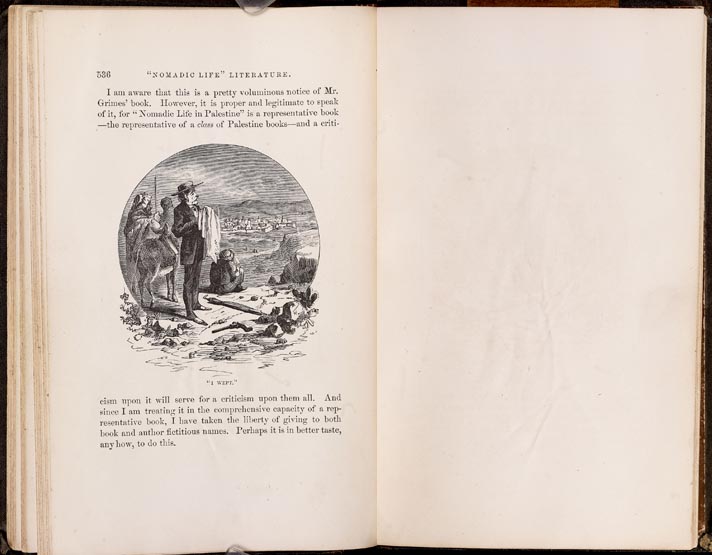 536 "NOMADIC LIFE" LITERATURE.
I am aware that this is a pretty voluminous notice of Mr.
Grimes' book. However, it is proper and legitimate to speak
of it, for "Nomadic Life in Palestine" is a representative book
—the representative of a class of Palestine books—and a criti-
"I WEPT."
cism upon it will serve for a criticism upon them all. And
since I am treating it in the comprehensive capacity of a rep-
resentative book, I have taken the liberty of giving to both
book and author fictitious names. Perhaps it is in better taste,
any how, to do this.